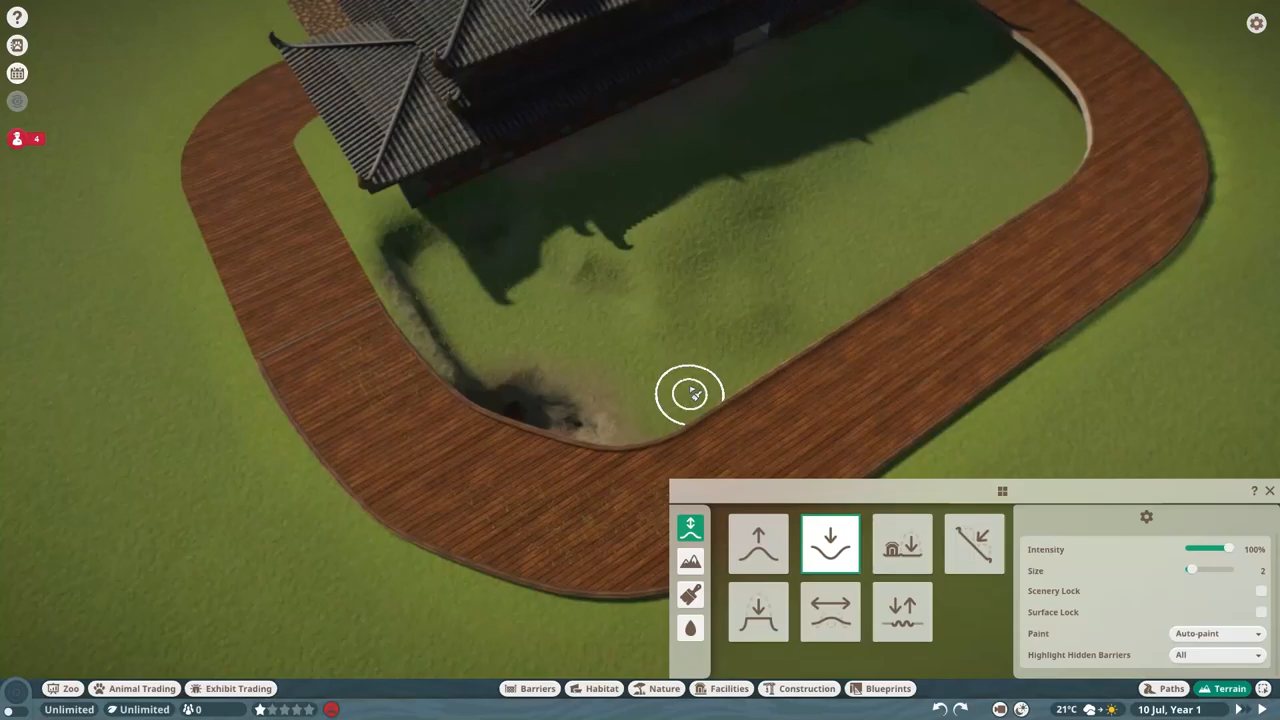 ?
4
?
Intensity 100%
Size 2
Scenery Lock
Surface Lock
Paint Auto-paint
Highlight Hidden Barriers All
Zoo Animal Trading Exhibit Trading Barriers Habitat Nature Facilities Construction Blueprints Paths Terrain
Unlimited Unlimited 0 21°C 10 Jul, Year 1